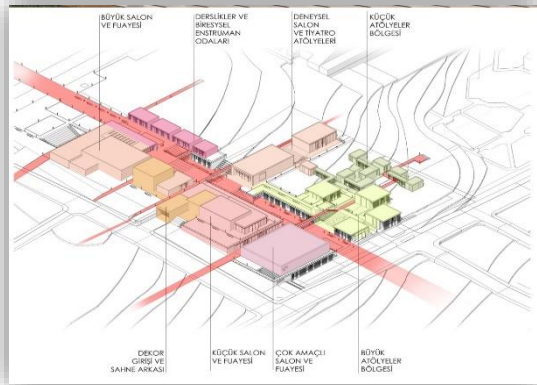 BÜYÜK SALON
VE FUAYESİ
DERSLİKLER VE
BİREYSEL
ENSTRUMAN
ODALARI
DENEYSEL
SALON
VE TİYATRO
ATÖLYELERİ
KÜÇÜK
ATÖLYELER
BÖLGESİ
DEKOR
GİRİŞİ VE
SAHNE ARKASI
KÜÇÜK SALON
VE FUAYESİ
ÇOK AMAÇLI
SALON VE
FUAYESİ
BÜYÜK
ATÖLYELER
BÖLGESİ